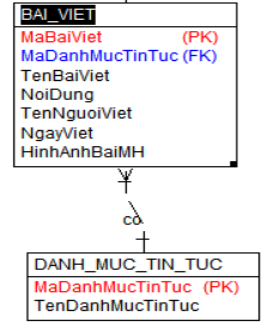 BAI_VIET
MaBaiViet (PK)
MaDanhMucTinTuc (FK)
TenBaiViet
NoiDung
TenNguoiViet
NgayViet
HinhAnhBaiMH
có
DANH_MUC_TIN_TUC
MaDanhMucTinTuc (PK)
TenDanhMucTinTuc